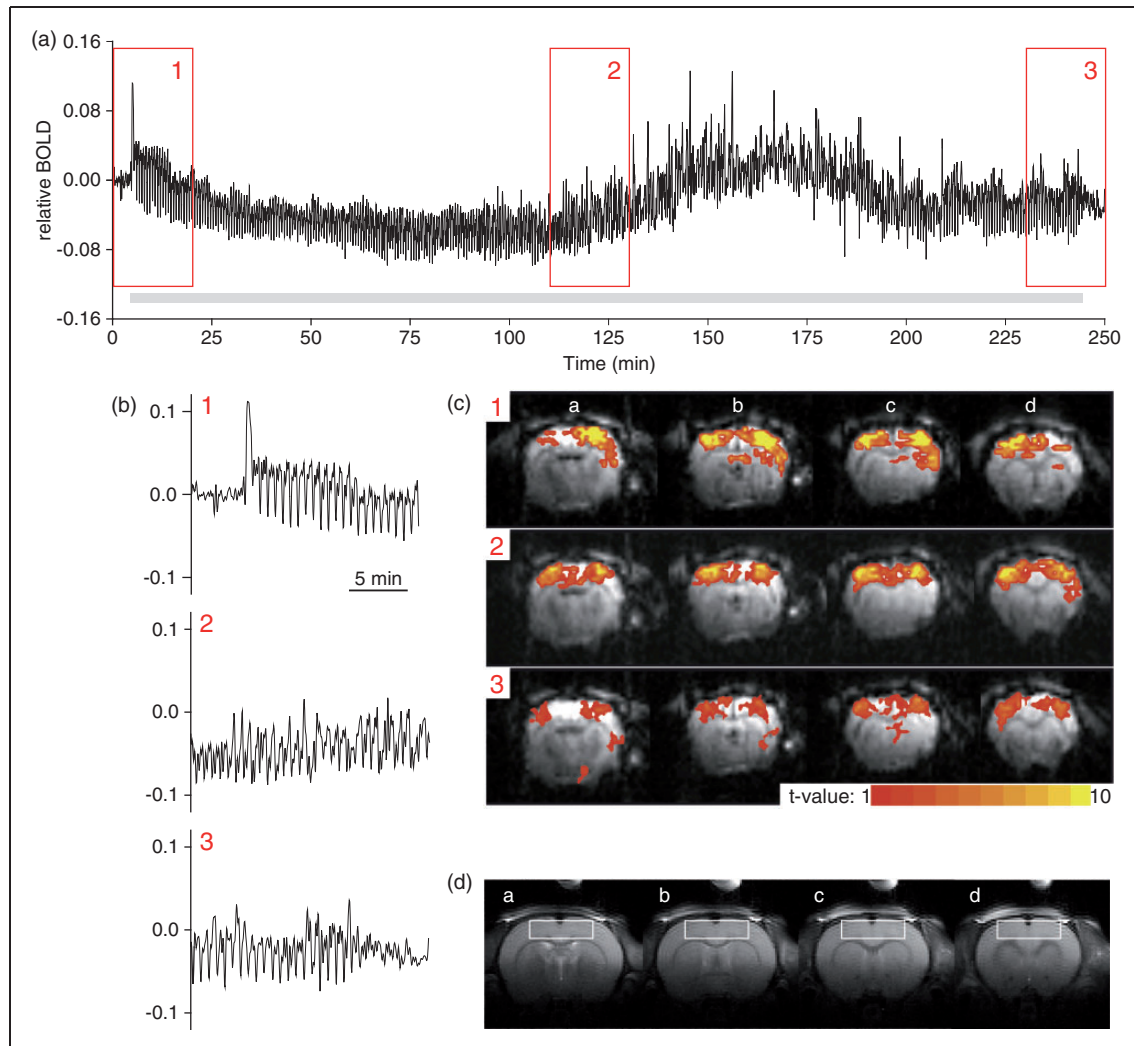 (a)
0.16
0.08
0.00
-0.08
-0.16
relative BOLD
1
2
3
0
25
50
75
100
125
150
175
200
225
250
Time (min)
(b)
1
0.1
0.0
-0.1
5 min
2
0.1
0.0
-0.1
3
0.1
0.0
-0.1
(c)
1
a
b
c
d
2
3
t-value: 1
10
(d)
a
b
c
d